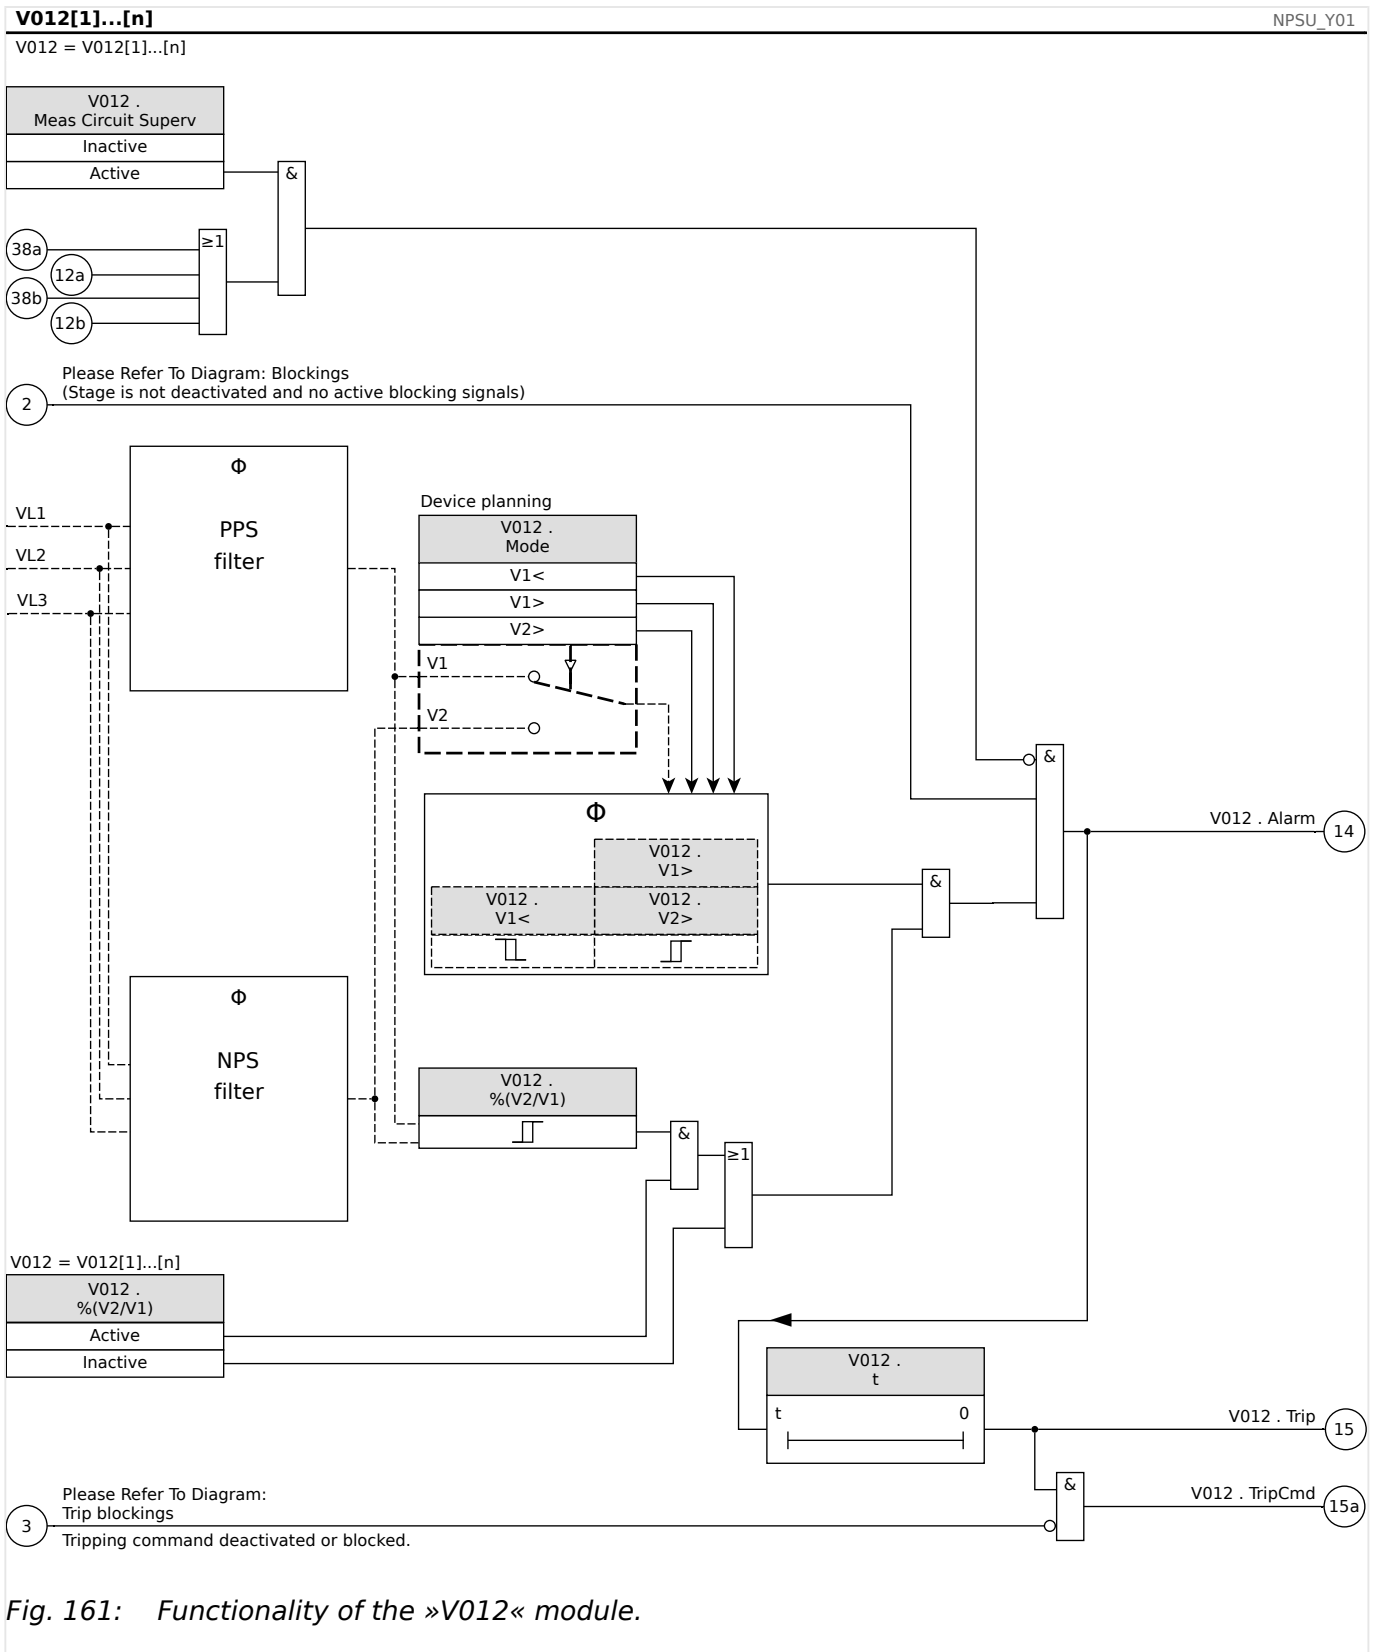 V012[1]...[n]
NPSU_Y01
V012 = V012[1]...[n]
V012 .
Meas Circuit Superv
Inactive
Active
&
38a
≥1
12a
38b
12b
Please Refer To Diagram: Blockings
(Stage is not deactivated and no active blocking signals)
2
Φ
PPS
filter
VL1
VL2
VL3
Device planning
V012 .
Mode
V1<
V1>
V2>
V1
V2
&
Φ
V012 .
V1>
V012 .
V1<
V012 .
V2>
&
V012 . Alarm
14
Φ
NPS
filter
V012 .
%(V2/V1)
&
≥1
V012 = V012[1]...[n]
V012 .
%(V2/V1)
Active
Inactive
V012 .
t
t
0
V012 . Trip
15
&
V012 . TripCmd
15a
Please Refer To Diagram:
Trip blockings
3
Tripping command deactivated or blocked.
Fig. 161: Functionality of the »V012« module.